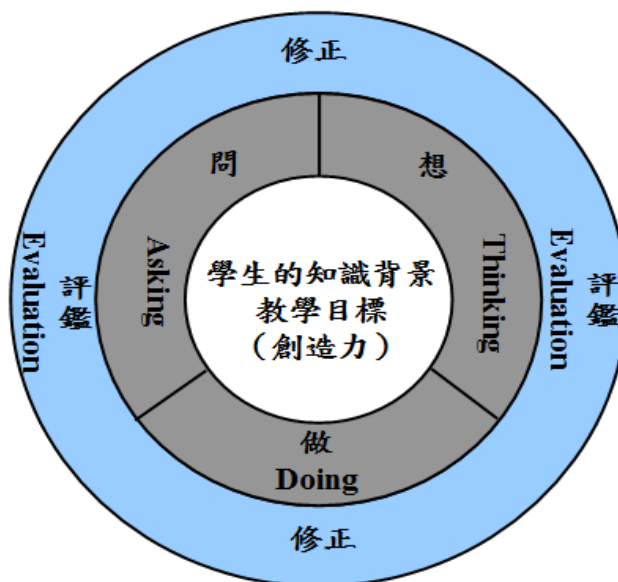 修正
問
想
Asking
Thinking
Evaluation
評鑑
Evaluation
評鑑
學生的知識背景
教學目標
（創造力）
做
Doing
修正